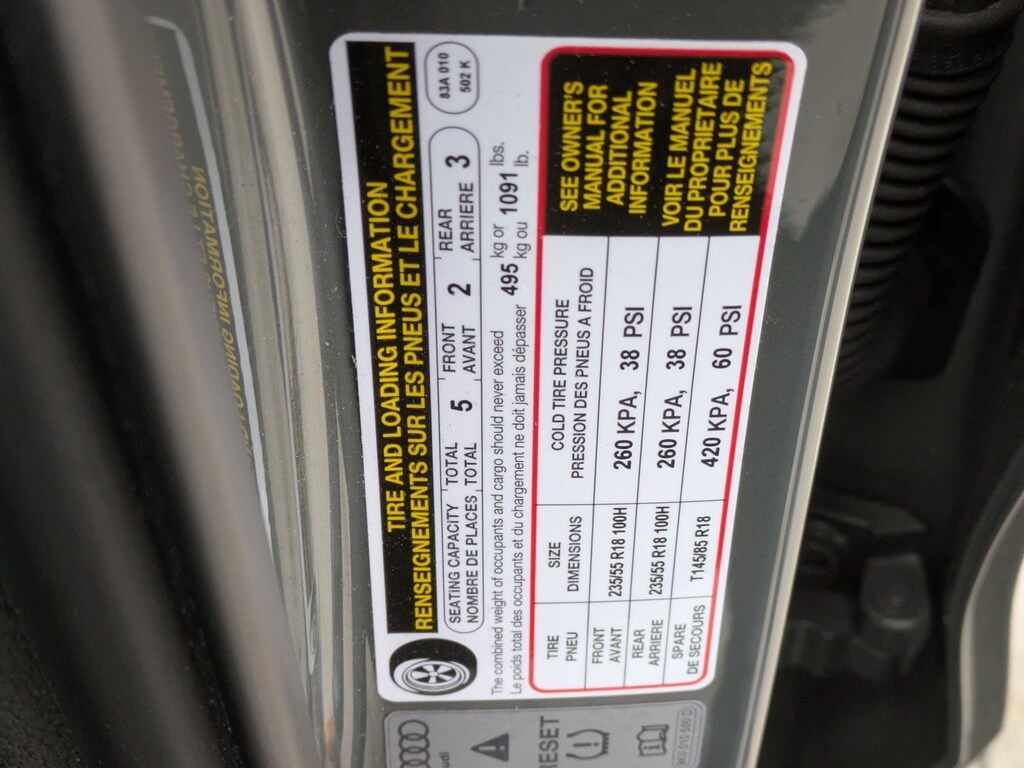 TIRE AND LOADING INFORMATION
RENSEIGNEMENTS SUR LES PNEUS ET LE CHARGEMENT
83A 010
502 K
SEATING CAPACITY TOTAL 5 FRONT 2 REAR 3
NOMBRE DE PLACES TOTAL AVANT ARRIERE
The combined weight of occupants and cargo should never exceed 495 kg or 1091 lbs.
Le poids total des occupants et du chargement ne doit jamais dépasser kg ou lb.
TIRE SIZE COLD TIRE PRESSURE
PNEU DIMENSIONS PRESSION DES PNEUS A FROID
FRONT 235/55 R18 100H 260 KPA, 38 PSI
AVANT
REAR 235/55 R18 100H 260 KPA, 38 PSI
ARRIERE
SPARE T145/85 R18 420 KPA, 60 PSI
DE SECOURS
SEE OWNER'S
MANUAL FOR
ADDITIONAL
INFORMATION
VOIR LE MANUEL
DU PROPRIETAIRE
POUR PLUS DE
RENSEIGNEMENTS
RESET